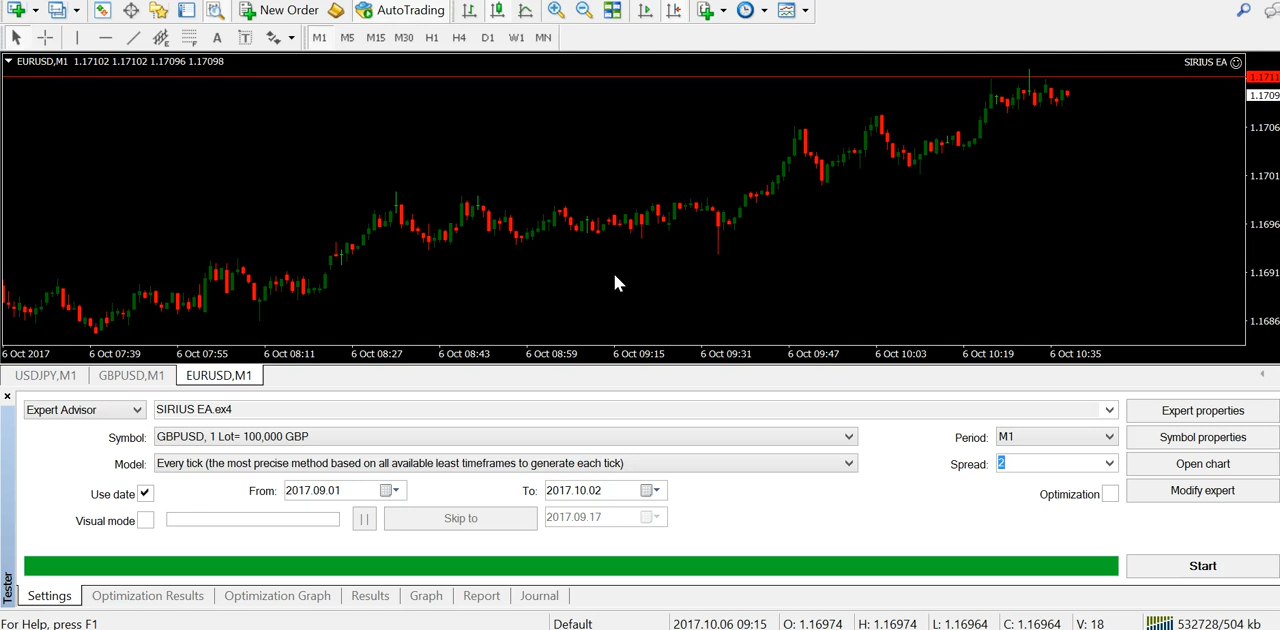 New Order AutoTrading
A T M1 M5 M15 M30 H1 H4 D1 W1 MN
EURUSD,M1 1.17102 1.17102 1.17096 1.17098 SIRIUS EA
1.1711
1.1709
1.1706
1.1701
1.1696
1.1691
1.1686
6 Oct 2017 6 Oct 07:39 6 Oct 07:55 6 Oct 08:11 6 Oct 08:27 6 Oct 08:43 6 Oct 08:59 6 Oct 09:15 6 Oct 09:31 6 Oct 09:47 6 Oct 10:03 6 Oct 10:19 6 Oct 10:35
USDJPY,M1 GBPUSD,M1 EURUSD,M1
Expert Advisor SIRIUS EA.ex4 Expert properties
Symbol: GBPUSD, 1 Lot= 100,000 GBP Period: M1 Symbol properties
Model: Every tick (the most precise method based on all available least timeframes to generate each tick) Spread: 2 Open chart
Use date From: 2017.09.01 To: 2017.10.02 Optimization Modify expert
Visual mode Skip to 2017.09.17
Start
Tester
Settings Optimization Results Optimization Graph Results Graph Report Journal
For Help, press F1 Default 2017.10.06 09:15 O: 1.16974 H: 1.16974 L: 1.16964 C: 1.16964 V: 18 532728/504 kb